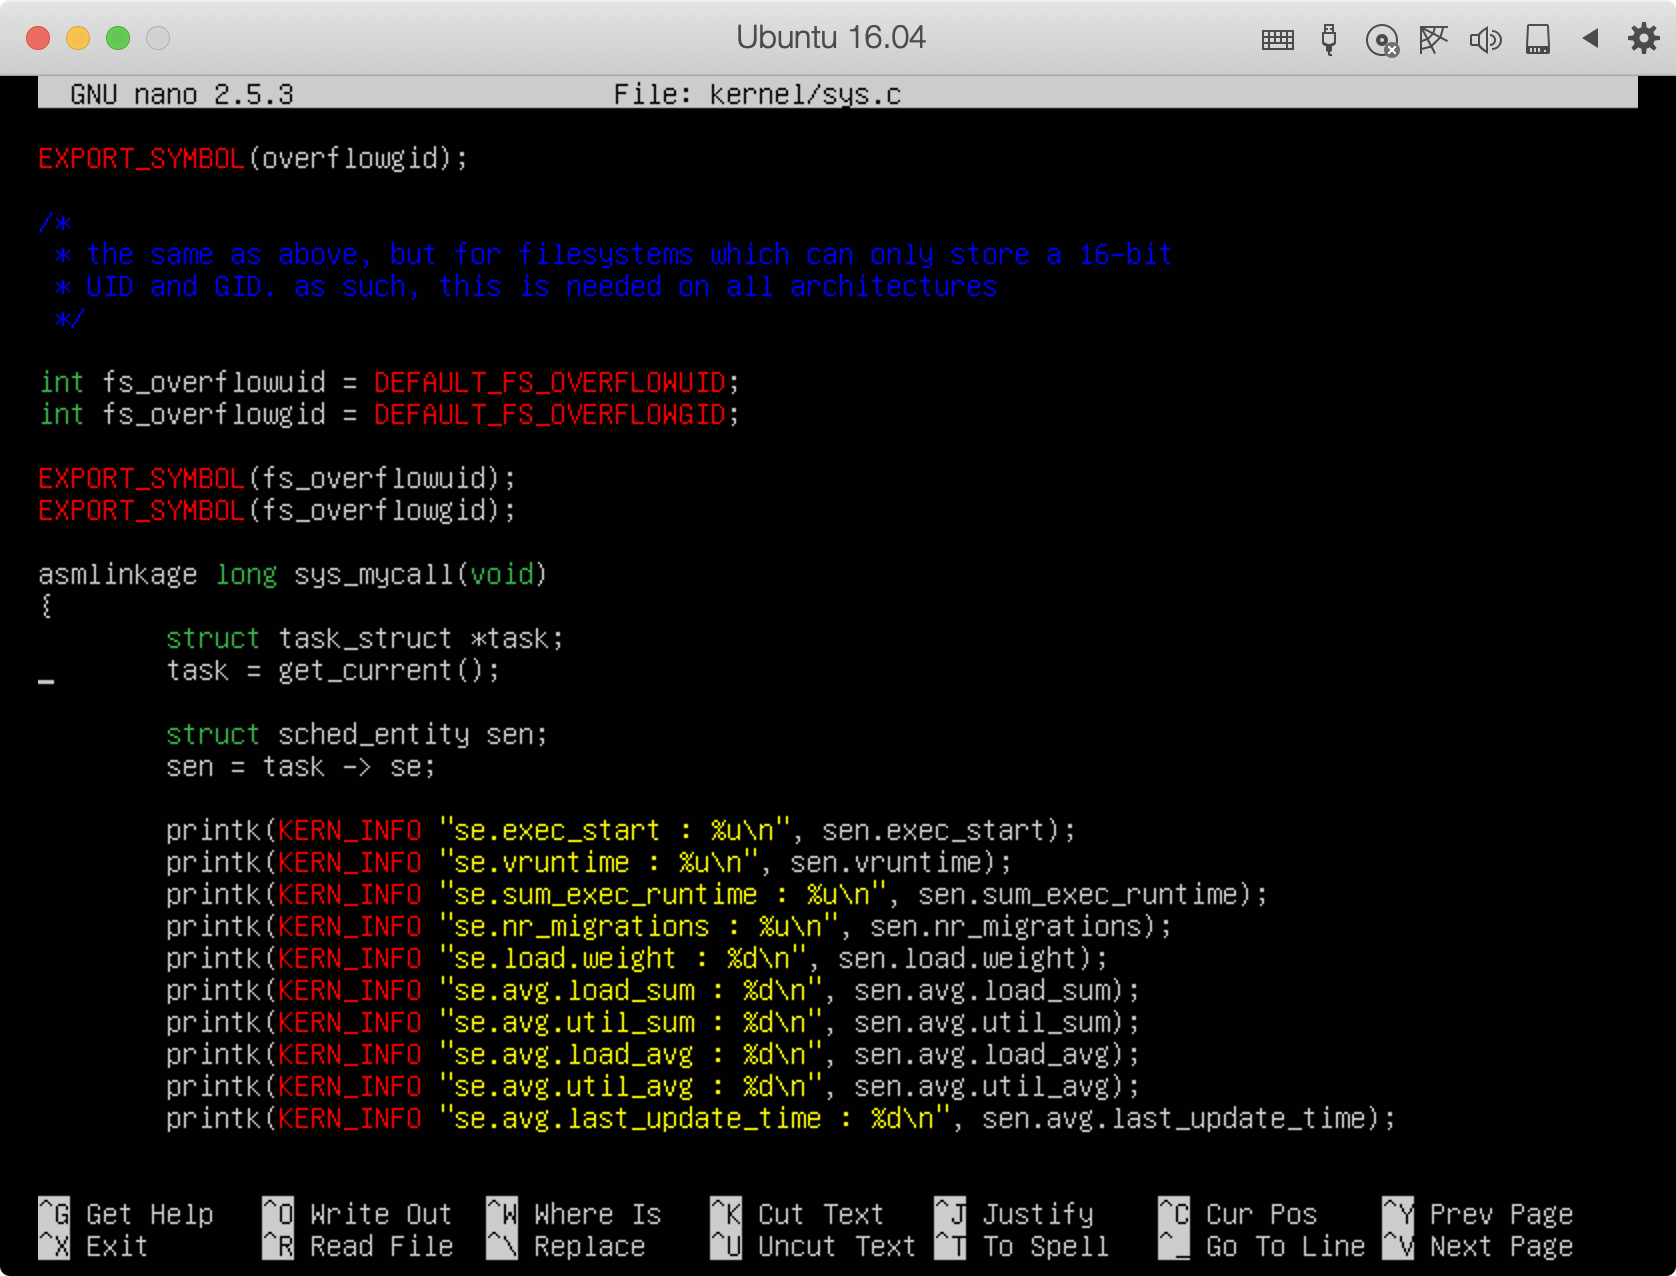 Ubuntu 16.04
GNU nano 2.5.3 File: kernel/sys.c
EXPORT_SYMBOL(overflowgid);
/*
 * the same as above, but for filesystems which can only store a 16-bit
 * UID and GID. as such, this is needed on all architectures
 */
int fs_overflowuid = DEFAULT_FS_OVERFLOWUID;
int fs_overflowgid = DEFAULT_FS_OVERFLOWGID;
EXPORT_SYMBOL(fs_overflowuid);
EXPORT_SYMBOL(fs_overflowgid);
asmlinkage long sys_mycall(void)
{
        struct task_struct *task;
        task = get_current();
        struct sched_entity sen;
        sen = task -> se;
        printk(KERN_INFO "se.exec_start : %u\n", sen.exec_start);
        printk(KERN_INFO "se.vruntime : %u\n", sen.vruntime);
        printk(KERN_INFO "se.sum_exec_runtime : %u\n", sen.sum_exec_runtime);
        printk(KERN_INFO "se.nr_migrations : %u\n", sen.nr_migrations);
        printk(KERN_INFO "se.load.weight : %d\n", sen.load.weight);
        printk(KERN_INFO "se.avg.load_sum : %d\n", sen.avg.load_sum);
        printk(KERN_INFO "se.avg.util_sum : %d\n", sen.avg.util_sum);
        printk(KERN_INFO "se.avg.load_avg : %d\n", sen.avg.load_avg);
        printk(KERN_INFO "se.avg.util_avg : %d\n", sen.avg.util_avg);
        printk(KERN_INFO "se.avg.last_update_time : %d\n", sen.avg.last_update_time);
^G Get Help ^O Write Out ^W Where Is ^K Cut Text ^J Justify ^C Cur Pos ^Y Prev Page
^X Exit ^R Read File ^\ Replace ^U Uncut Text ^T To Spell ^_ Go To Line ^V Next Page